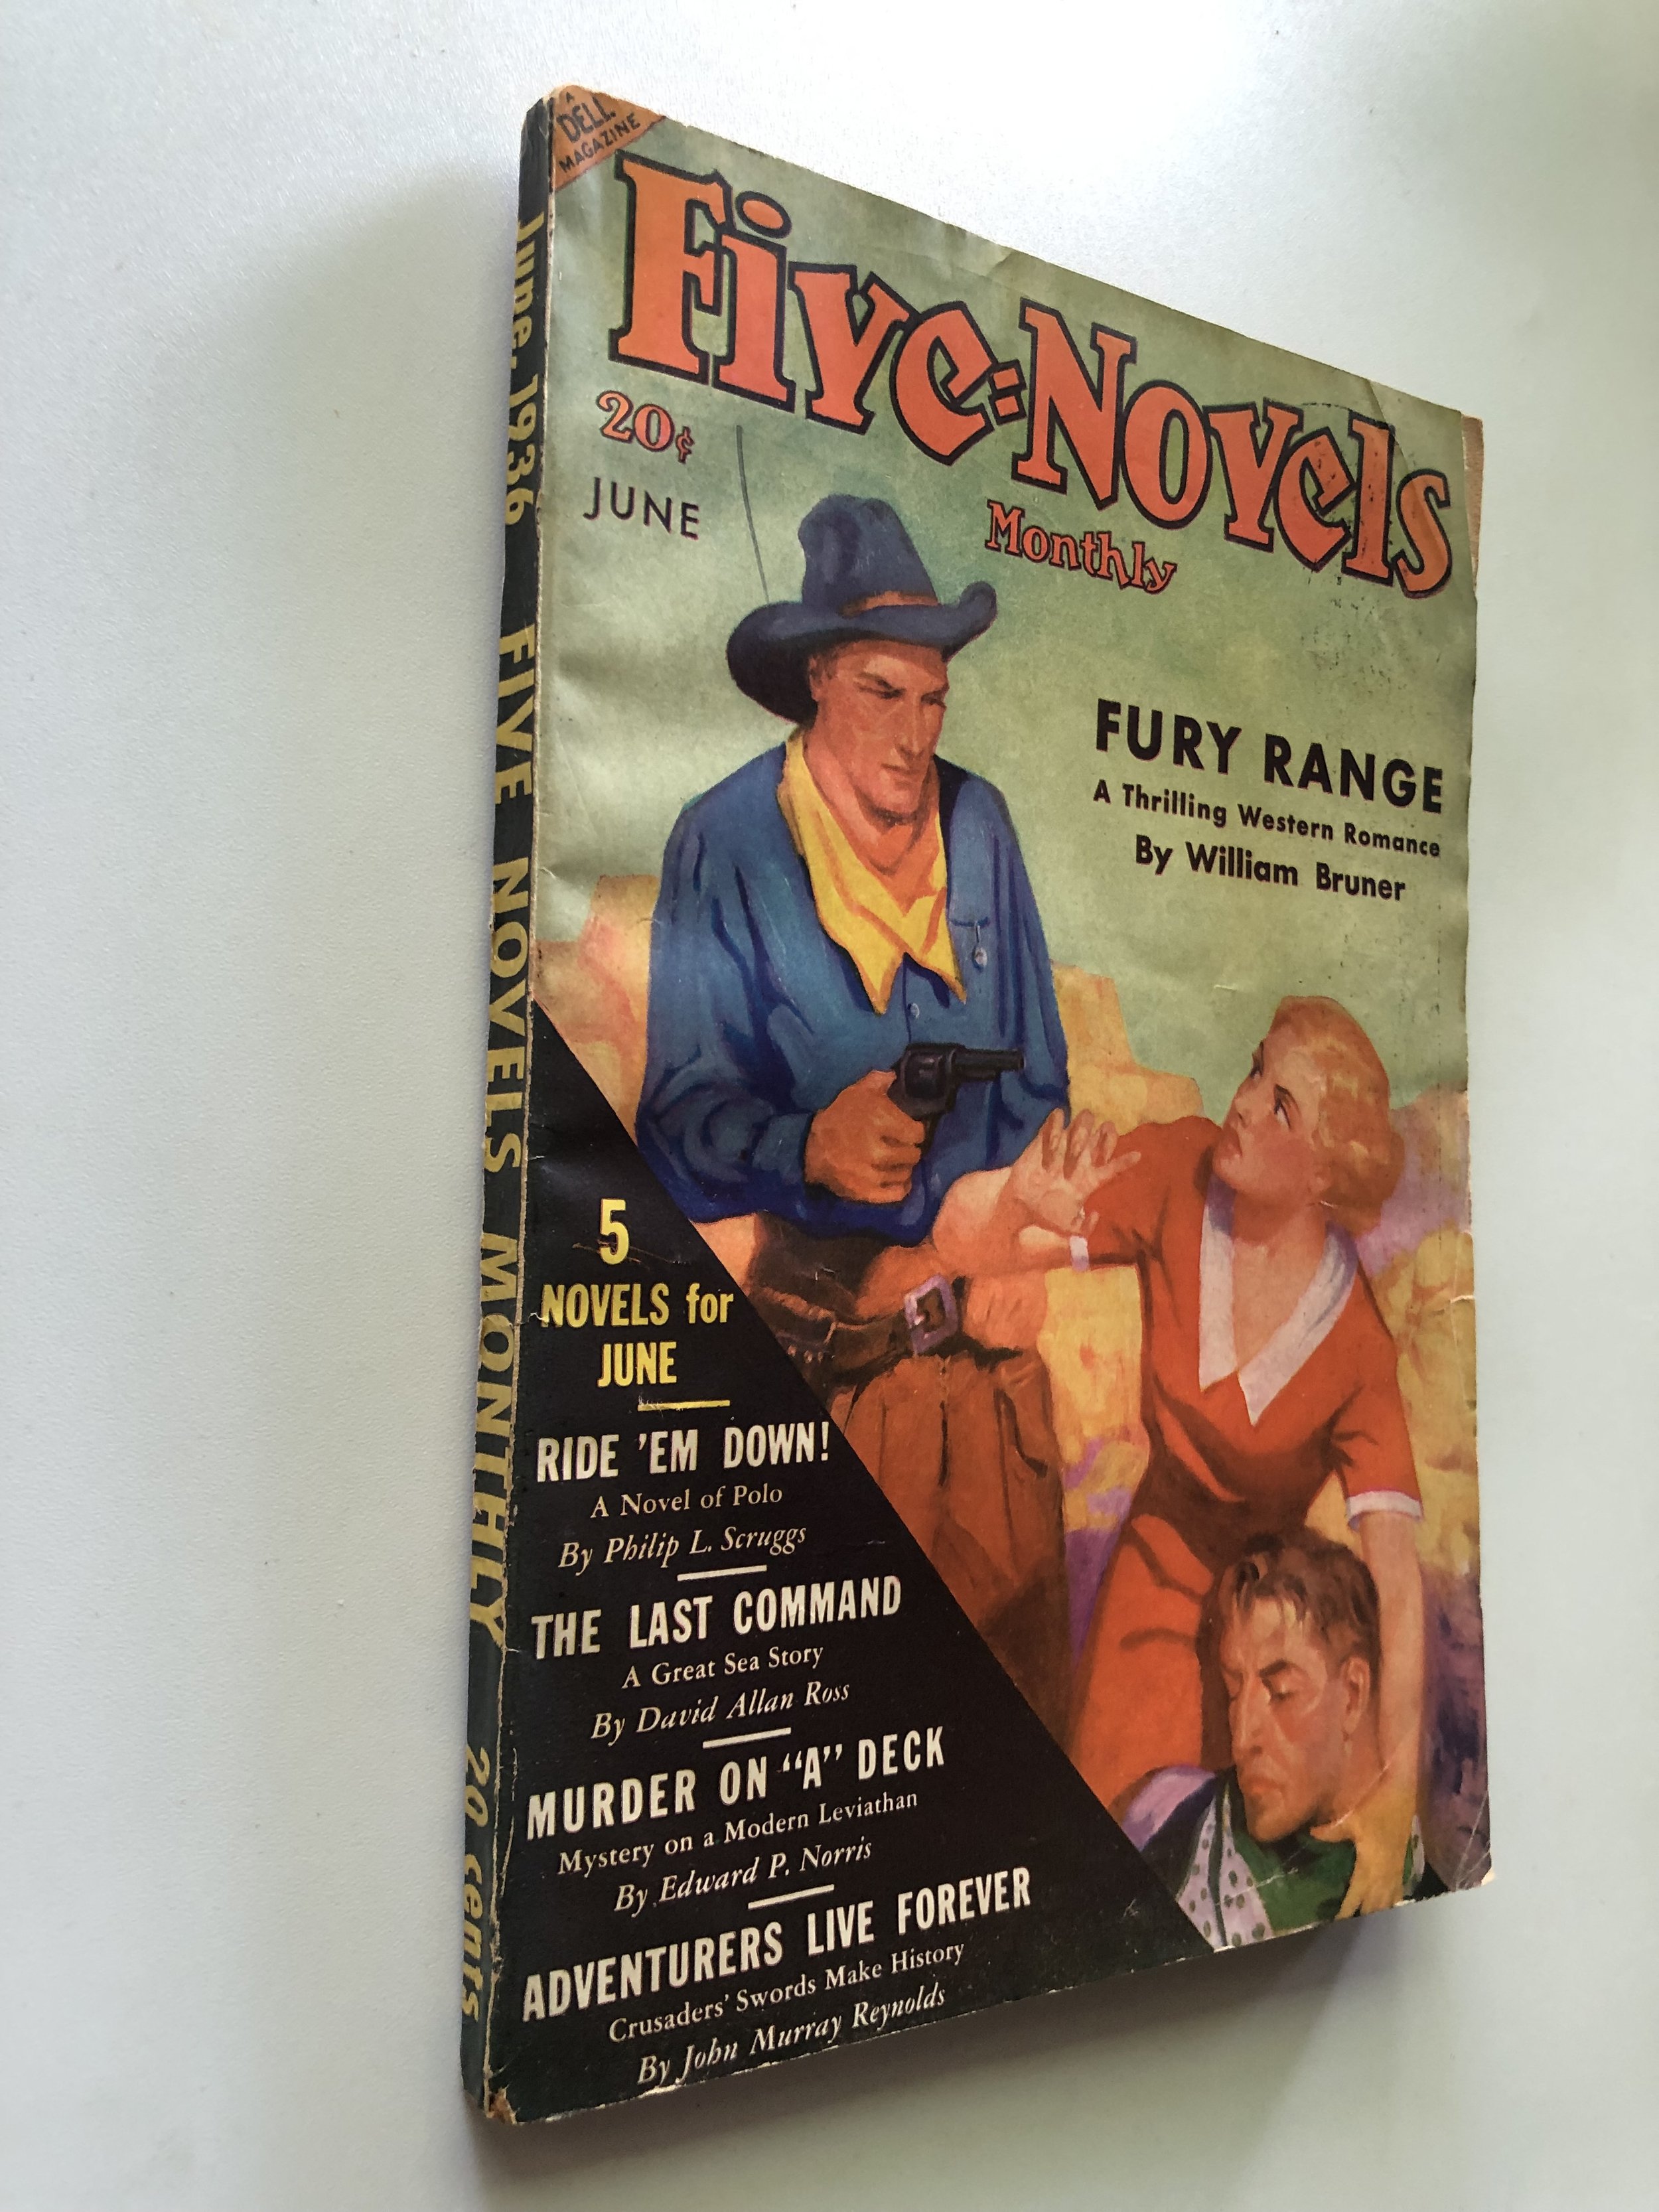 A
DELL
MAGAZINE
Five-Novels
Monthly
20¢
JUNE
FURY RANGE
A Thrilling Western Romance
By William Bruner
5
NOVELS for
JUNE
RIDE 'EM DOWN!
A Novel of Polo
By Philip L. Scruggs
THE LAST COMMAND
A Great Sea Story
By David Allan Ross
MURDER ON "A" DECK
Mystery on a Modern Leviathan
By Edward P. Norris
ADVENTURERS LIVE FOREVER
Crusaders' Swords Make History
By John Murray Reynolds
June, 1936 FIVE NOVELS MONTHLY 20 cents